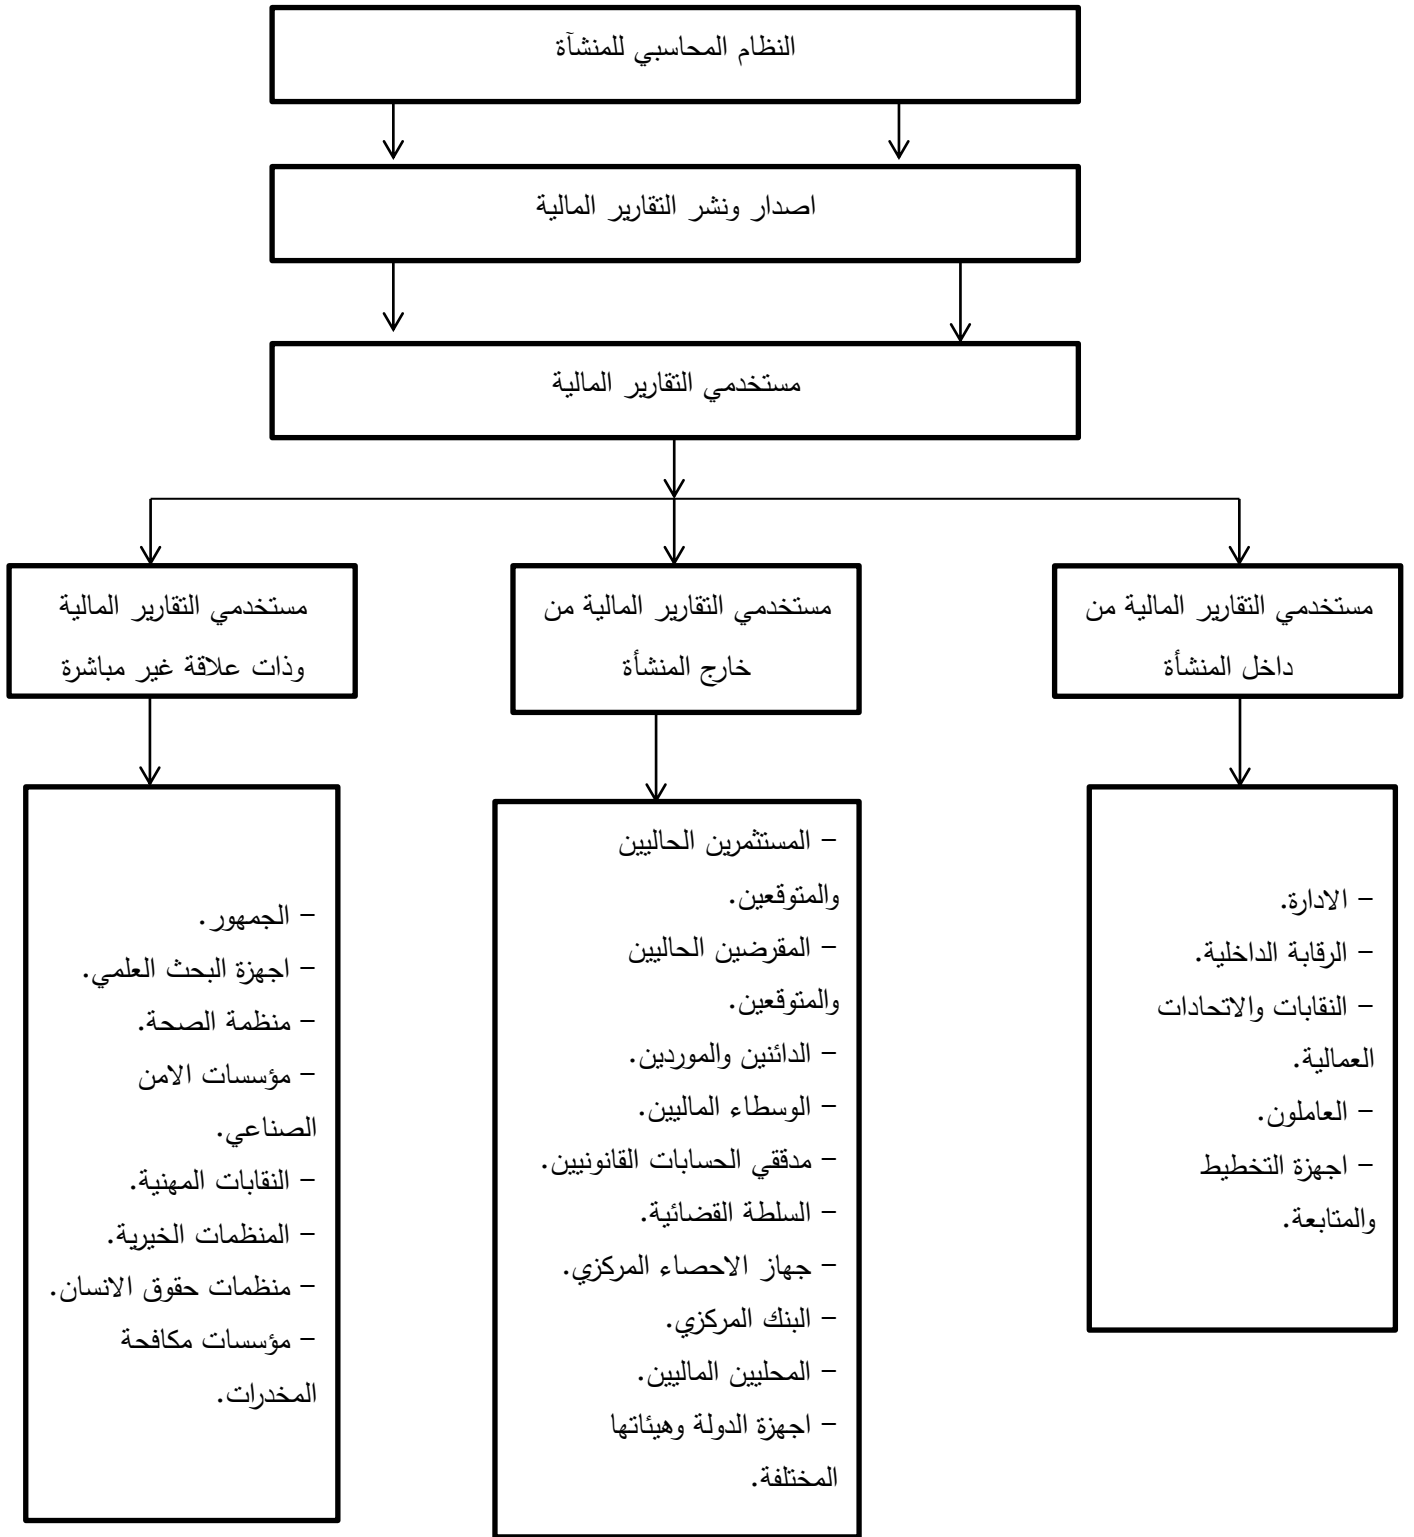 النظام المحاسبي للمنشآة
اصدار ونشر التقارير المالية
مستخدمي التقارير المالية
مستخدمي التقارير المالية من
داخل المنشأة
مستخدمي التقارير المالية من
خارج المنشأة
مستخدمي التقارير المالية
وذات علاقة غير مباشرة
- الادارة.
- الرقابة الداخلية.
- النقابات والاتحادات
العمالية.
- العاملون.
- اجهزة التخطيط
والمتابعة.
- المستثمرين الحاليين
والمتوقعين.
- المقرضين الحاليين
والمتوقعين.
- الدائنين والموردين.
- الوسطاء الماليين.
- مدققي الحسابات القانونيين.
- السلطة القضائية.
- جهاز الاحصاء المركزي.
- البنك المركزي.
- المحليين الماليين.
- اجهزة الدولة وهيئاتها
المختلفة.
- الجمهور.
- اجهزة البحث العلمي.
- منظمة الصحة.
- مؤسسات الامن
الصناعي.
- النقابات المهنية.
- المنظمات الخيرية.
- منظمات حقوق الانسان.
- مؤسسات مكافحة
المخدرات.